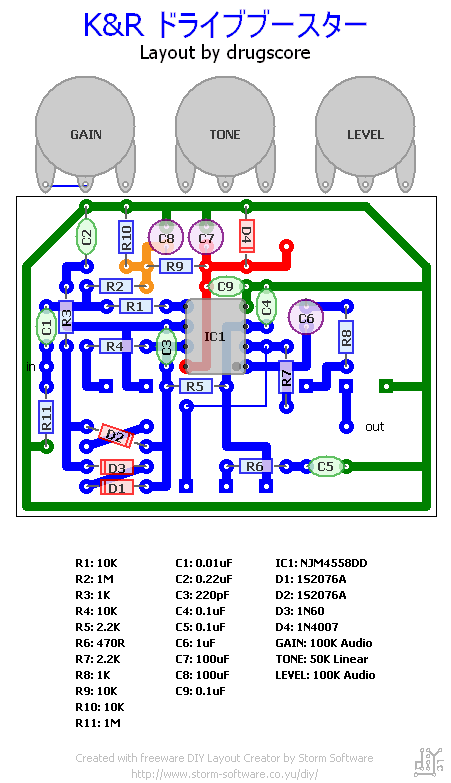 K&R ドライブブースター
Layout by drugscore
GAIN
TONE
LEVEL
C2
R10
C8
C7
D4
R9
R2
C9
R3
R1
C4
C1
IC1
C6
R4
C3
R8
in
R5
R7
R11
out
D2
D3
R6
C5
D1
R1: 10K
R2: 1M
R3: 1K
R4: 10K
R5: 2.2K
R6: 470R
R7: 2.2K
R8: 1K
R9: 10K
R10: 10K
R11: 1M
C1: 0.01uF
C2: 0.22uF
C3: 220pF
C4: 0.1uF
C5: 0.1uF
C6: 1uF
C7: 100uF
C8: 100uF
C9: 0.1uF
IC1: NJM4558DD
D1: 1S2076A
D2: 1S2076A
D3: 1N60
D4: 1N4007
GAIN: 100K Audio
TONE: 50K Linear
LEVEL: 100K Audio
Created with freeware DIY Layout Creator by Storm Software
http://www.storm-software.co.yu/diy/